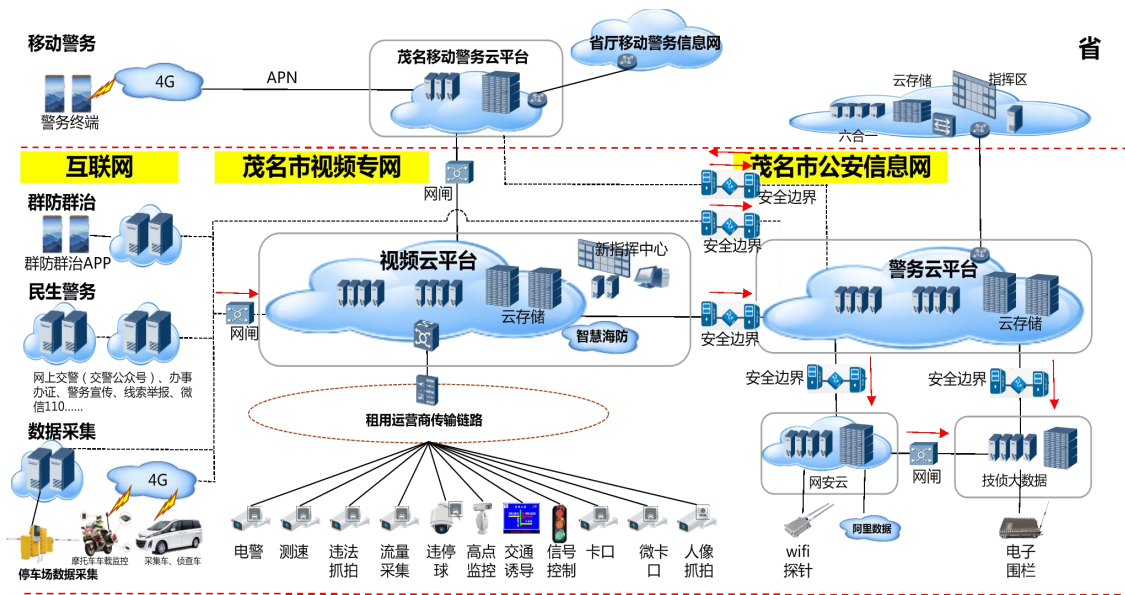 移动警务
4G
APN
警务终端
茂名移动警务云平台
省厅移动警务信息网
省
云存储
指挥区
六合一
互联网
茂名市视频专网
茂名市公安信息网
网闸
安全边界
安全边界
群防群治
群防群治APP
民生警务
网上交警（交警公众号）、办事
办证、警务宣传、线索举报、微
信110......
网闸
视频云平台
新指挥中心
云存储
智慧海防
安全边界
警务云平台
云存储
安全边界
安全边界
租用运营商传输链路
数据采集
4G
停车场数据采集
摩托车车载监控
采集车、侦查车
电警
测速
违法
抓拍
流量
采集
违停
球
高点
监控
交通
诱导
信号
控制
卡口
微卡
口
人像
抓拍
网安云
网闸
技侦大数据
wifi
探针
阿里数据
电子
围栏